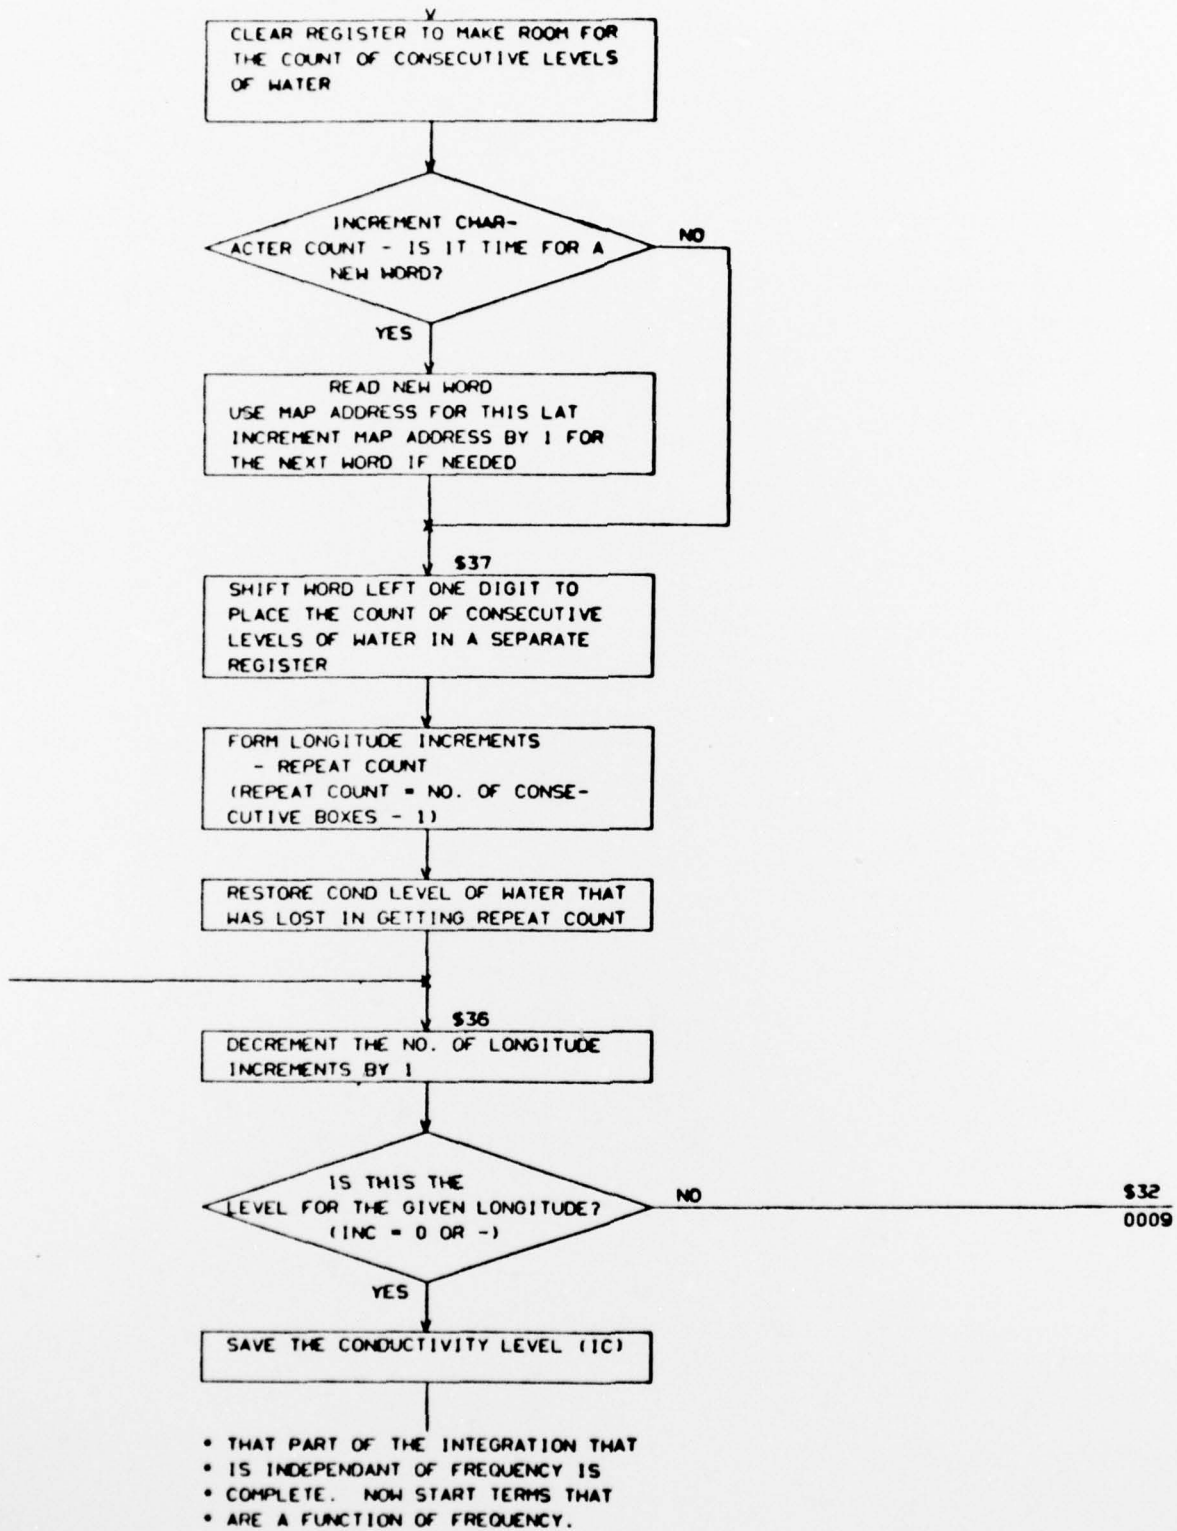 CLEAR REGISTER TO MAKE ROOM FOR
THE COUNT OF CONSECUTIVE LEVELS
OF WATER
INCREMENT CHAR-
ACTER COUNT - IS IT TIME FOR A
NEW WORD?
NO
YES
READ NEW WORD
USE MAP ADDRESS FOR THIS LAT
INCREMENT MAP ADDRESS BY 1 FOR
THE NEXT WORD IF NEEDED
$37
SHIFT WORD LEFT ONE DIGIT TO
PLACE THE COUNT OF CONSECUTIVE
LEVELS OF WATER IN A SEPARATE
REGISTER
FORM LONGITUDE INCREMENTS
- REPEAT COUNT
(REPEAT COUNT = NO. OF CONSE-
CUTIVE BOXES - 1)
RESTORE COND LEVEL OF WATER THAT
WAS LOST IN GETTING REPEAT COUNT
$36
DECREMENT THE NO. OF LONGITUDE
INCREMENTS BY 1
IS THIS THE
LEVEL FOR THE GIVEN LONGITUDE?
(INC = 0 OR -)
NO
$32
0009
YES
SAVE THE CONDUCTIVITY LEVEL (IC)
* THAT PART OF THE INTEGRATION THAT
* IS INDEPENDANT OF FREQUENCY IS
* COMPLETE. NOW START TERMS THAT
* ARE A FUNCTION OF FREQUENCY.